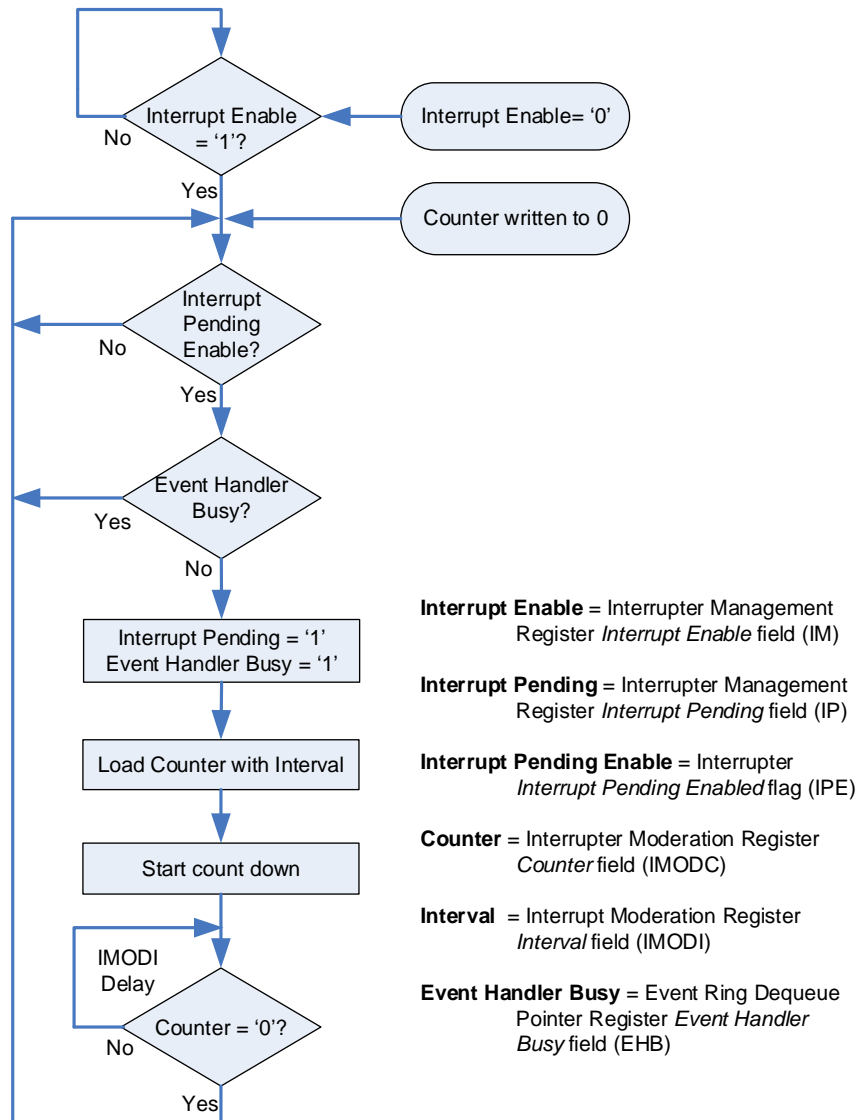 Interrupt Enable
= ‘1’?
No
Yes
Interrupt Enable= ‘0’
Counter written to 0
Interrupt
Pending
Enable?
No
Yes
Event Handler
Busy?
Yes
No
Interrupt Pending = ‘1’
Event Handler Busy = ‘1’
Load Counter with Interval
Start count down
IMODI
Delay
Counter = ‘0’?
No
Yes
Interrupt Enable = Interrupter Management
Register Interrupt Enable field (IM)
Interrupt Pending = Interrupter Management
Register Interrupt Pending field (IP)
Interrupt Pending Enable = Interrupter
Interrupt Pending Enabled flag (IPE)
Counter = Interrupter Moderation Register
Counter field (IMODC)
Interval = Interrupt Moderation Register
Interval field (IMODI)
Event Handler Busy = Event Ring Dequeue
Pointer Register Event Handler
Busy field (EHB)